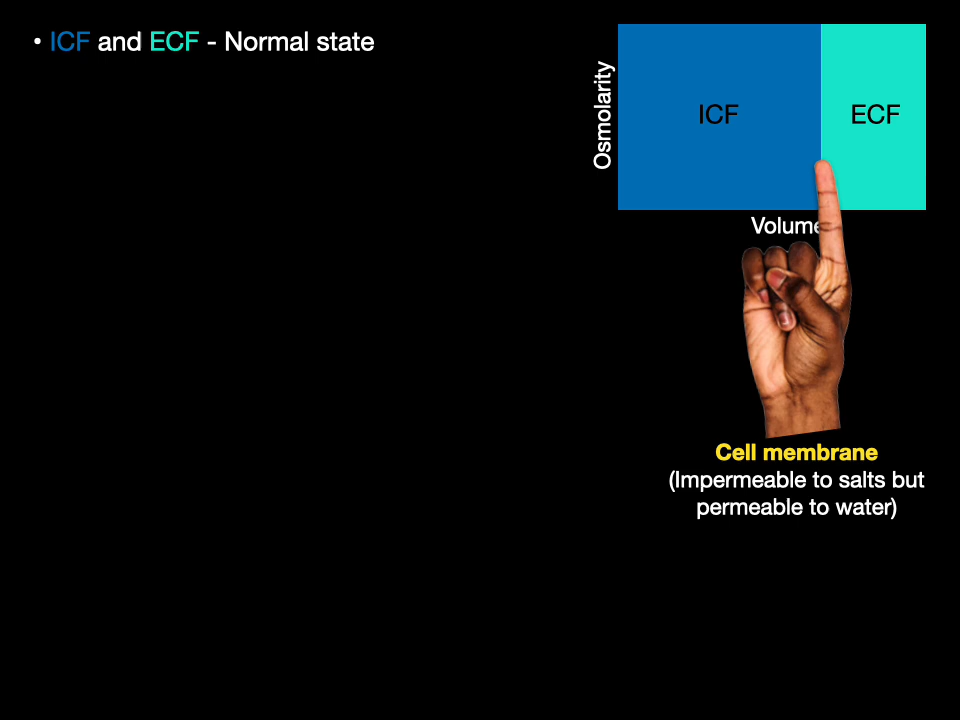 • ICF and ECF - Normal state
Osmolarity
ICF
ECF
Volume
Cell membrane
(Impermeable to salts but
permeable to water)